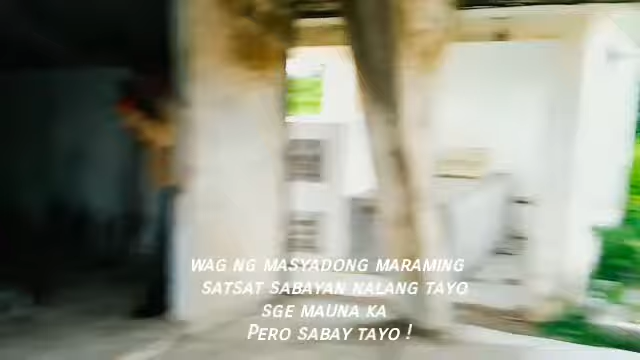 WAG NG MASYADONG MARAMING
SATSAT SABAYAN NALANG TAYO
SGE MAUNA KA
PERO SABAY TAYO !